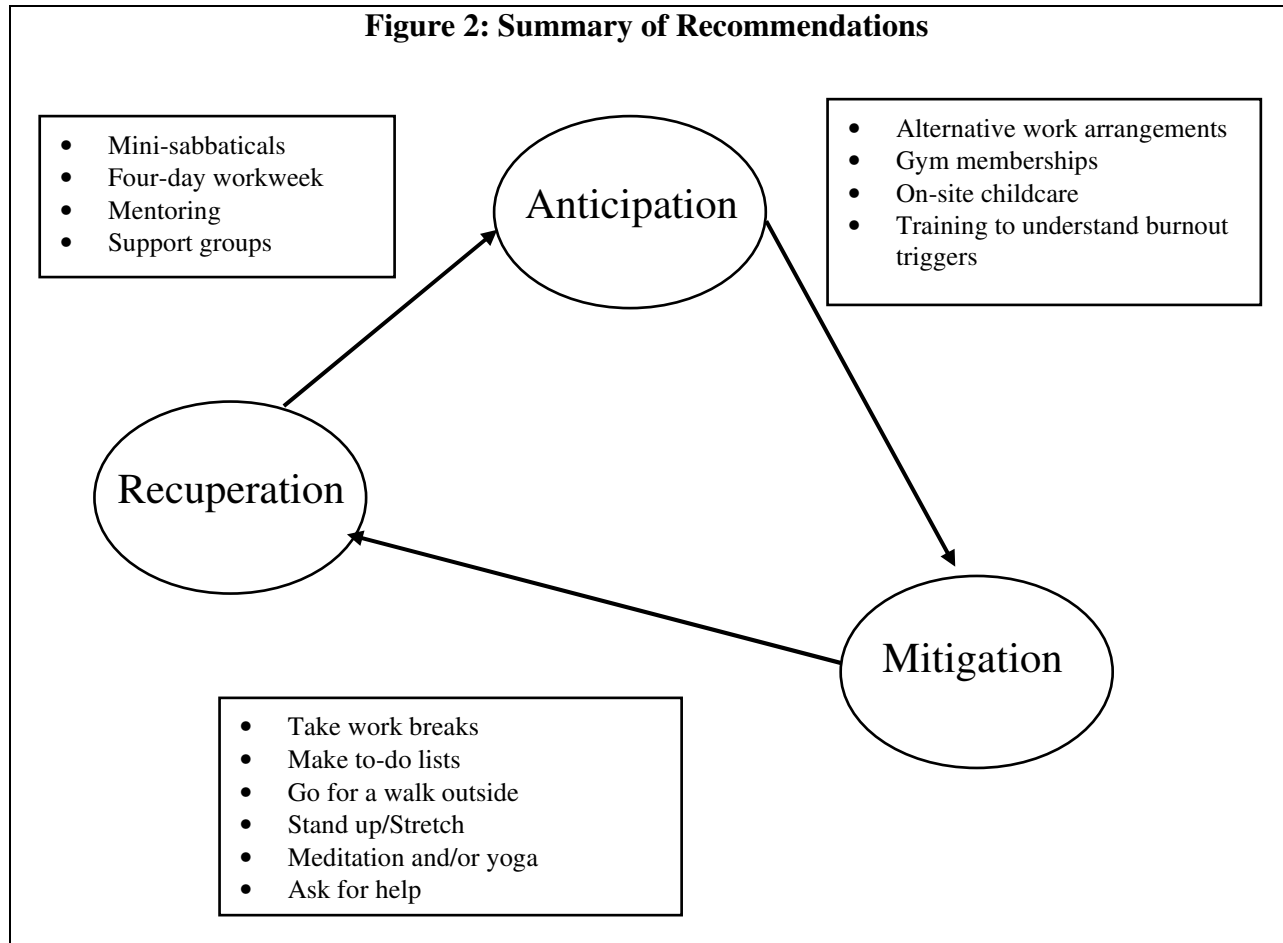 Figure 2: Summary of Recommendations
• Mini-sabbaticals
• Four-day workweek
• Mentoring
• Support groups
Anticipation
• Alternative work arrangements
• Gym memberships
• On-site childcare
• Training to understand burnout
triggers
Recuperation
Mitigation
• Take work breaks
• Make to-do lists
• Go for a walk outside
• Stand up/Stretch
• Meditation and/or yoga
• Ask for help